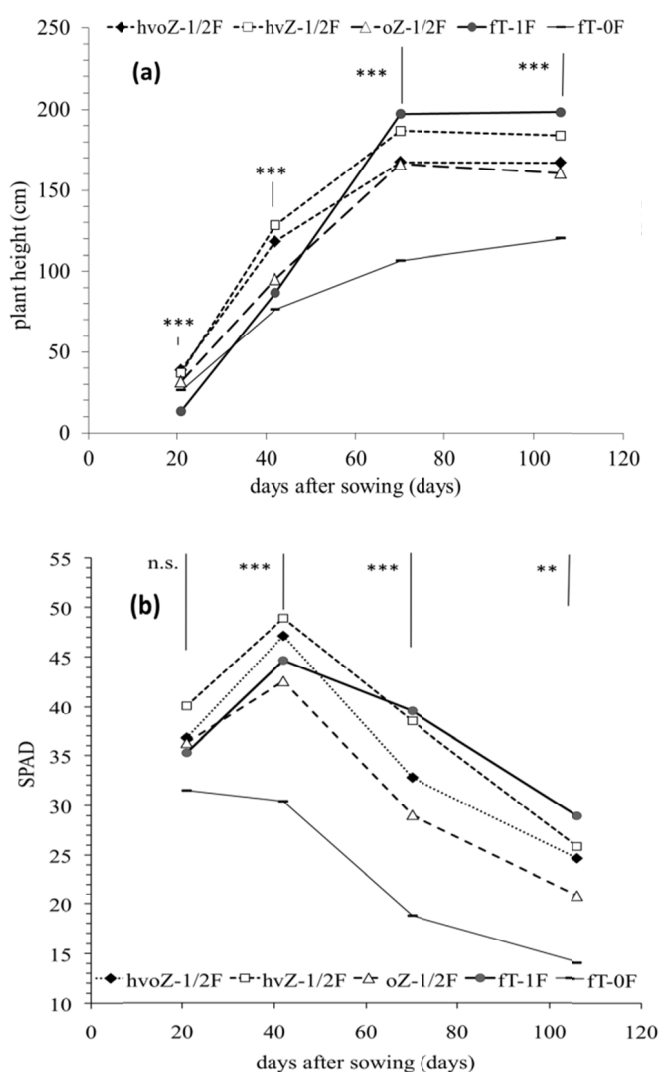 hvoZ-1/2F hvZ-1/2F oZ-1/2F fT-1F fT-0F
250
(a)
***
***
200
***
150
100
***
50
0
plant height (cm)
0 20 40 60 80 100 120
days after sowing (days)
55
n.s.
***
***
**
50
(b)
45
40
35
30
25
20
15
10
SPAD
hvoZ-1/2F hvZ-1/2F oZ-1/2F fT-1F fT-0F
0 20 40 60 80 100 120
days after sowing (days)